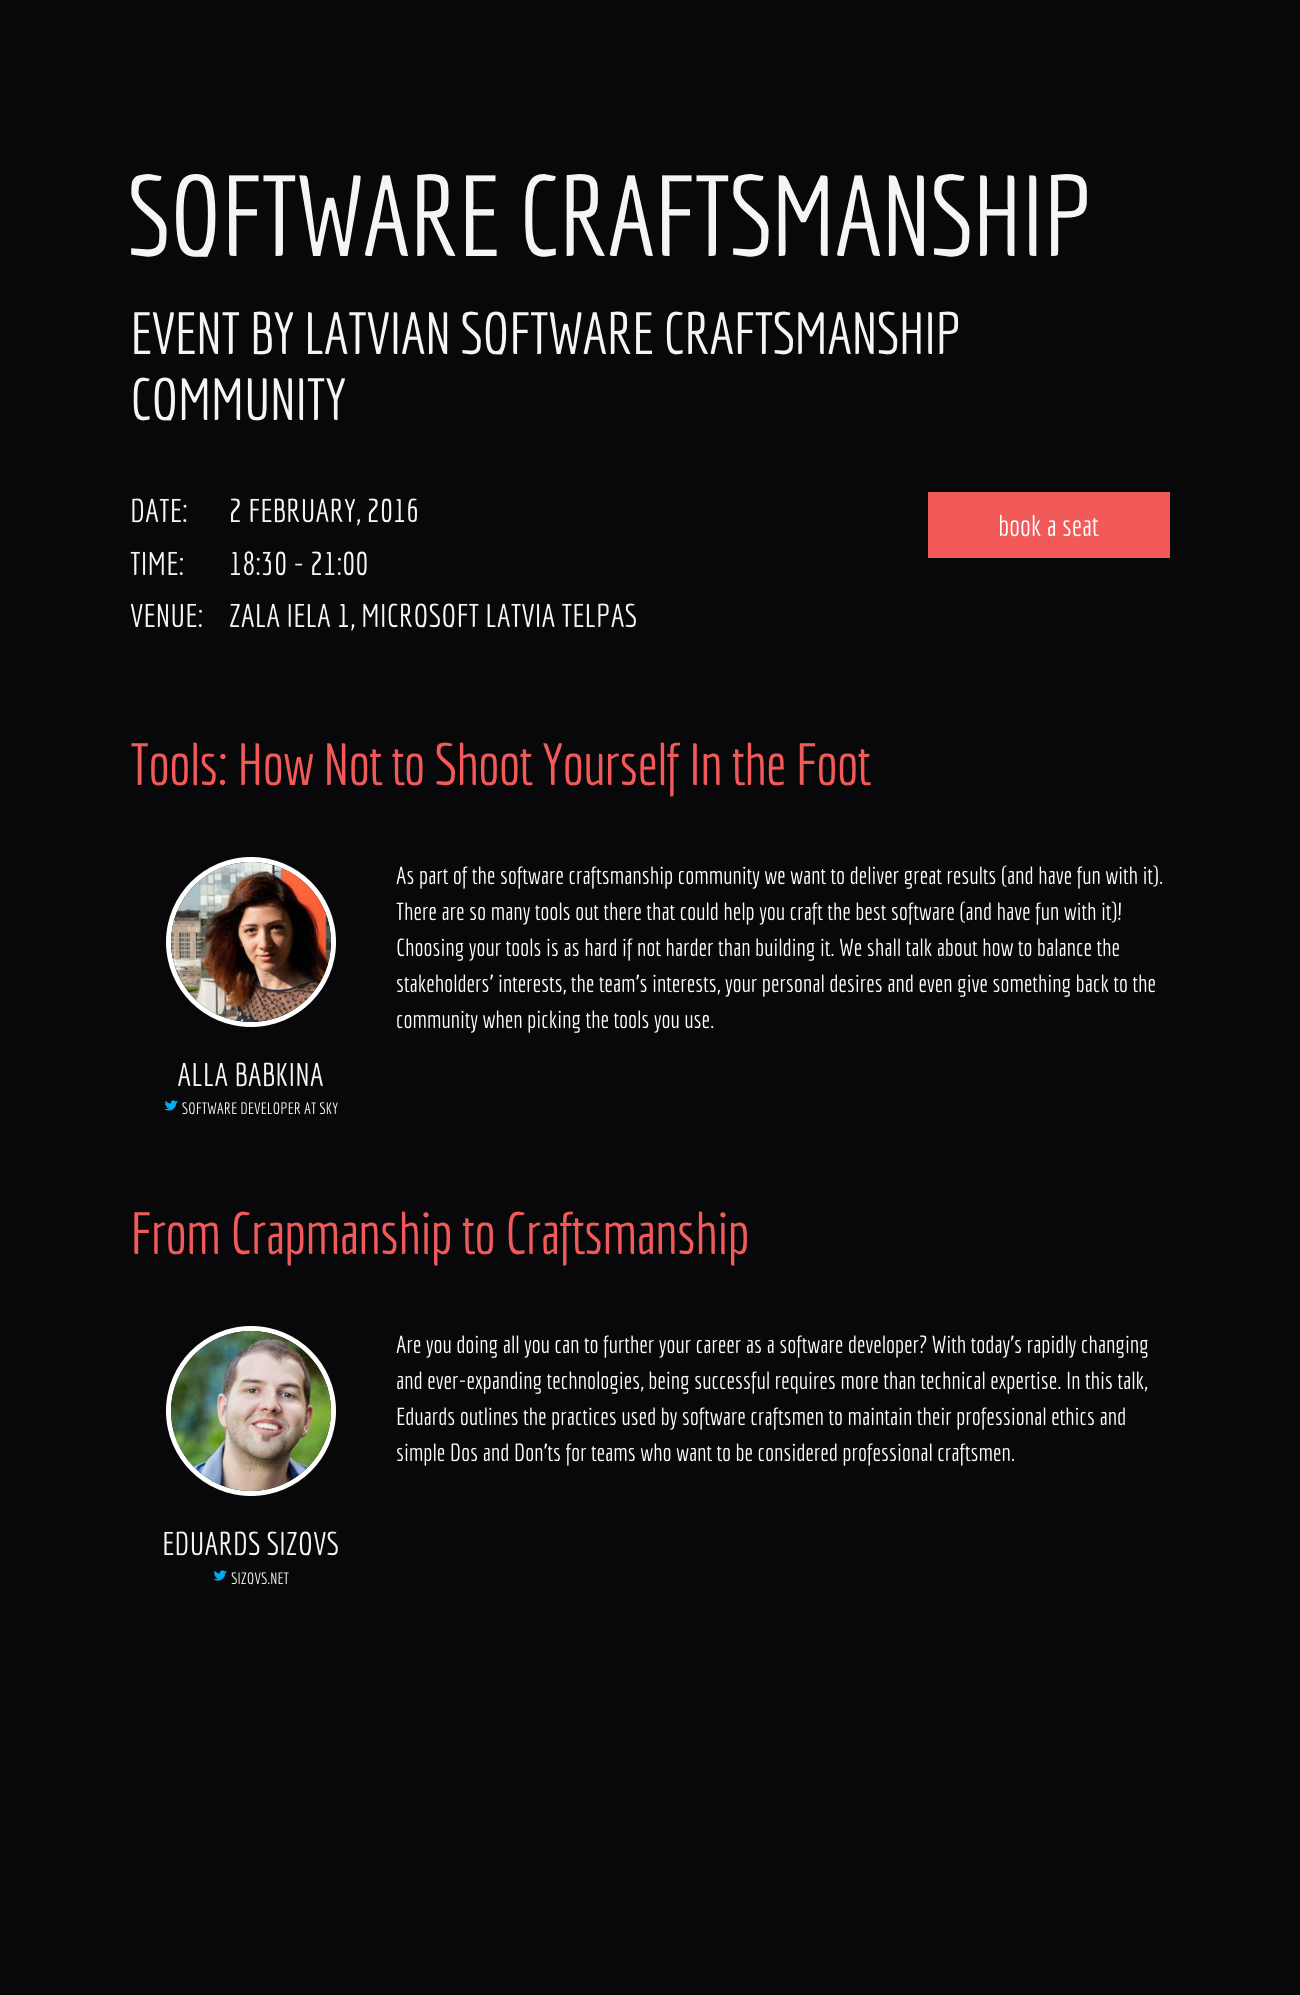 SOFTWARE CRAFTSMANSHIP
EVENT BY LATVIAN SOFTWARE CRAFTSMANSHIP
COMMUNITY
DATE: 2 FEBRUARY, 2016
book a seat
TIME: 18:30 - 21:00
VENUE: ZALA IELA 1, MICROSOFT LATVIA TELPAS
Tools: How Not to Shoot Yourself In the Foot
As part of the software craftsmanship community we want to deliver great results (and have fun with it).
There are so many tools out there that could help you craft the best software (and have fun with it)!
Choosing your tools is as hard if not harder than building it. We shall talk about how to balance the
stakeholders' interests, the team's interests, your personal desires and even give something back to the
community when picking the tools you use.
ALLA BABKINA
SOFTWARE DEVELOPER AT SKY
From Crapmanship to Craftsmanship
Are you doing all you can to further your career as a software developer? With today's rapidly changing
and ever-expanding technologies, being successful requires more than technical expertise. In this talk,
Eduards outlines the practices used by software craftsmen to maintain their professional ethics and
simple Dos and Don'ts for teams who want to be considered professional craftsmen.
EDUARDS SIZOVS
SIZOVS.NET